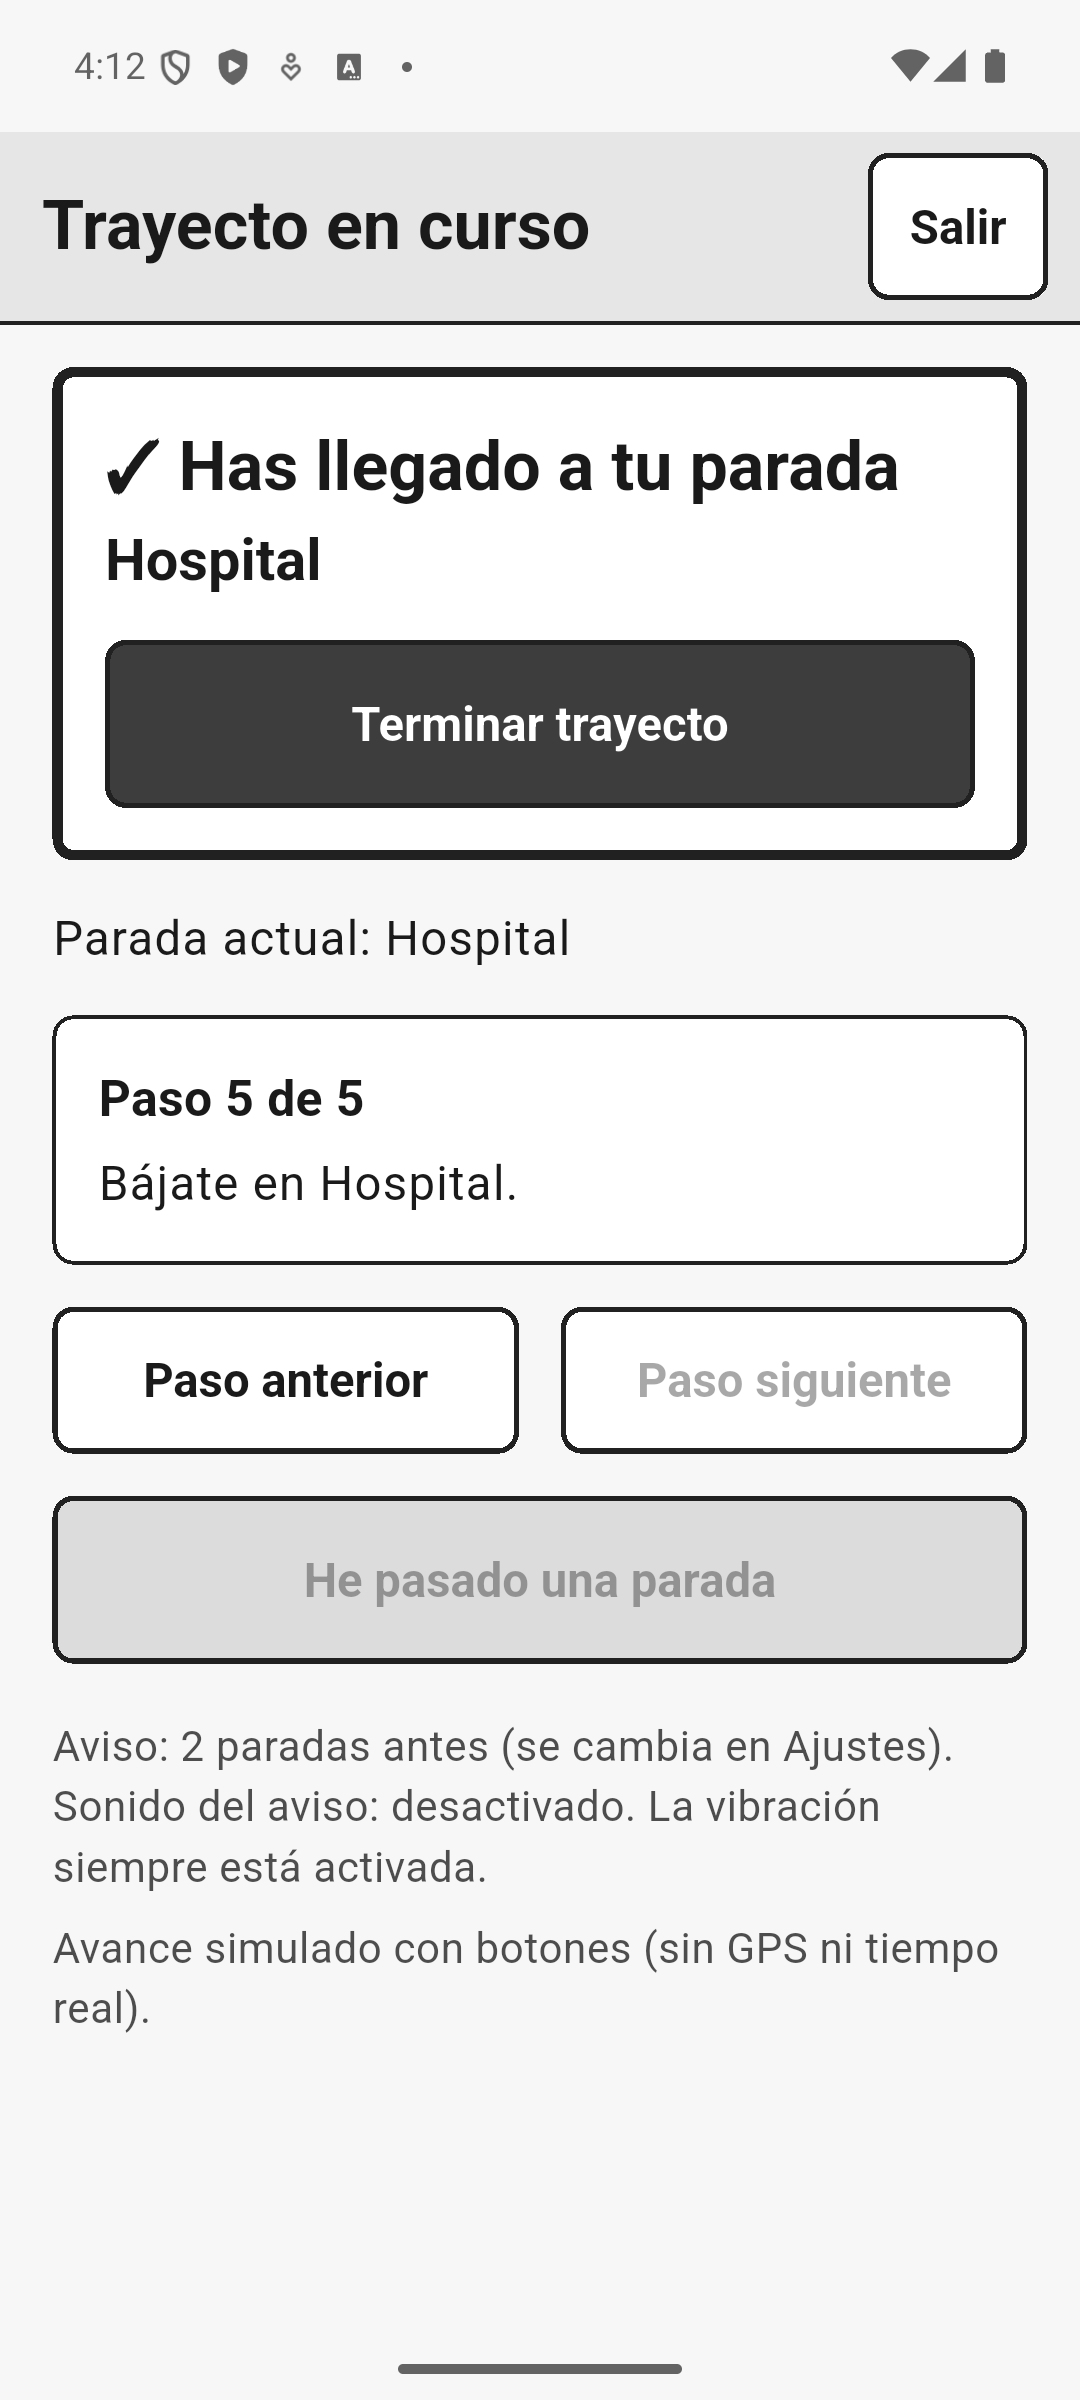 4:12
Trayecto en curso
Salir
✓ Has llegado a tu parada
Hospital
Terminar trayecto
Parada actual: Hospital
Paso 5 de 5
Bájate en Hospital.
Paso anterior
Paso siguiente
He pasado una parada
Aviso: 2 paradas antes (se cambia en Ajustes).
Sonido del aviso: desactivado. La vibración
siempre está activada.
Avance simulado con botones (sin GPS ni tiempo
real).